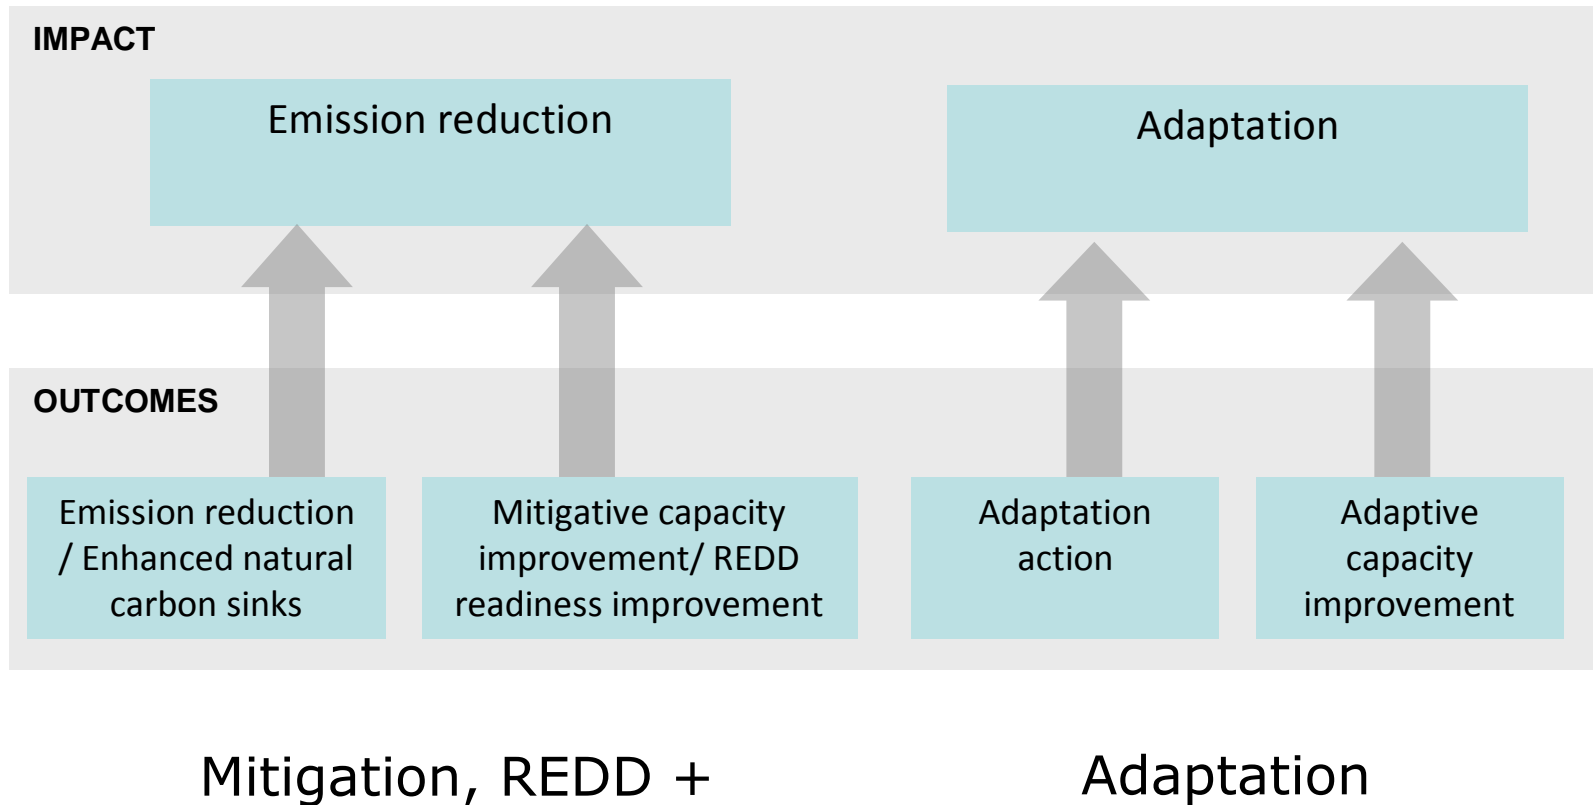 IMPACT
Emission reduction
Adaptation
OUTCOMES
Emission reduction
/ Enhanced natural
carbon sinks
Mitigative capacity
improvement/ REDD
readiness improvement
Adaptation
action
Adaptive
capacity
improvement
Mitigation, REDD +
Adaptation